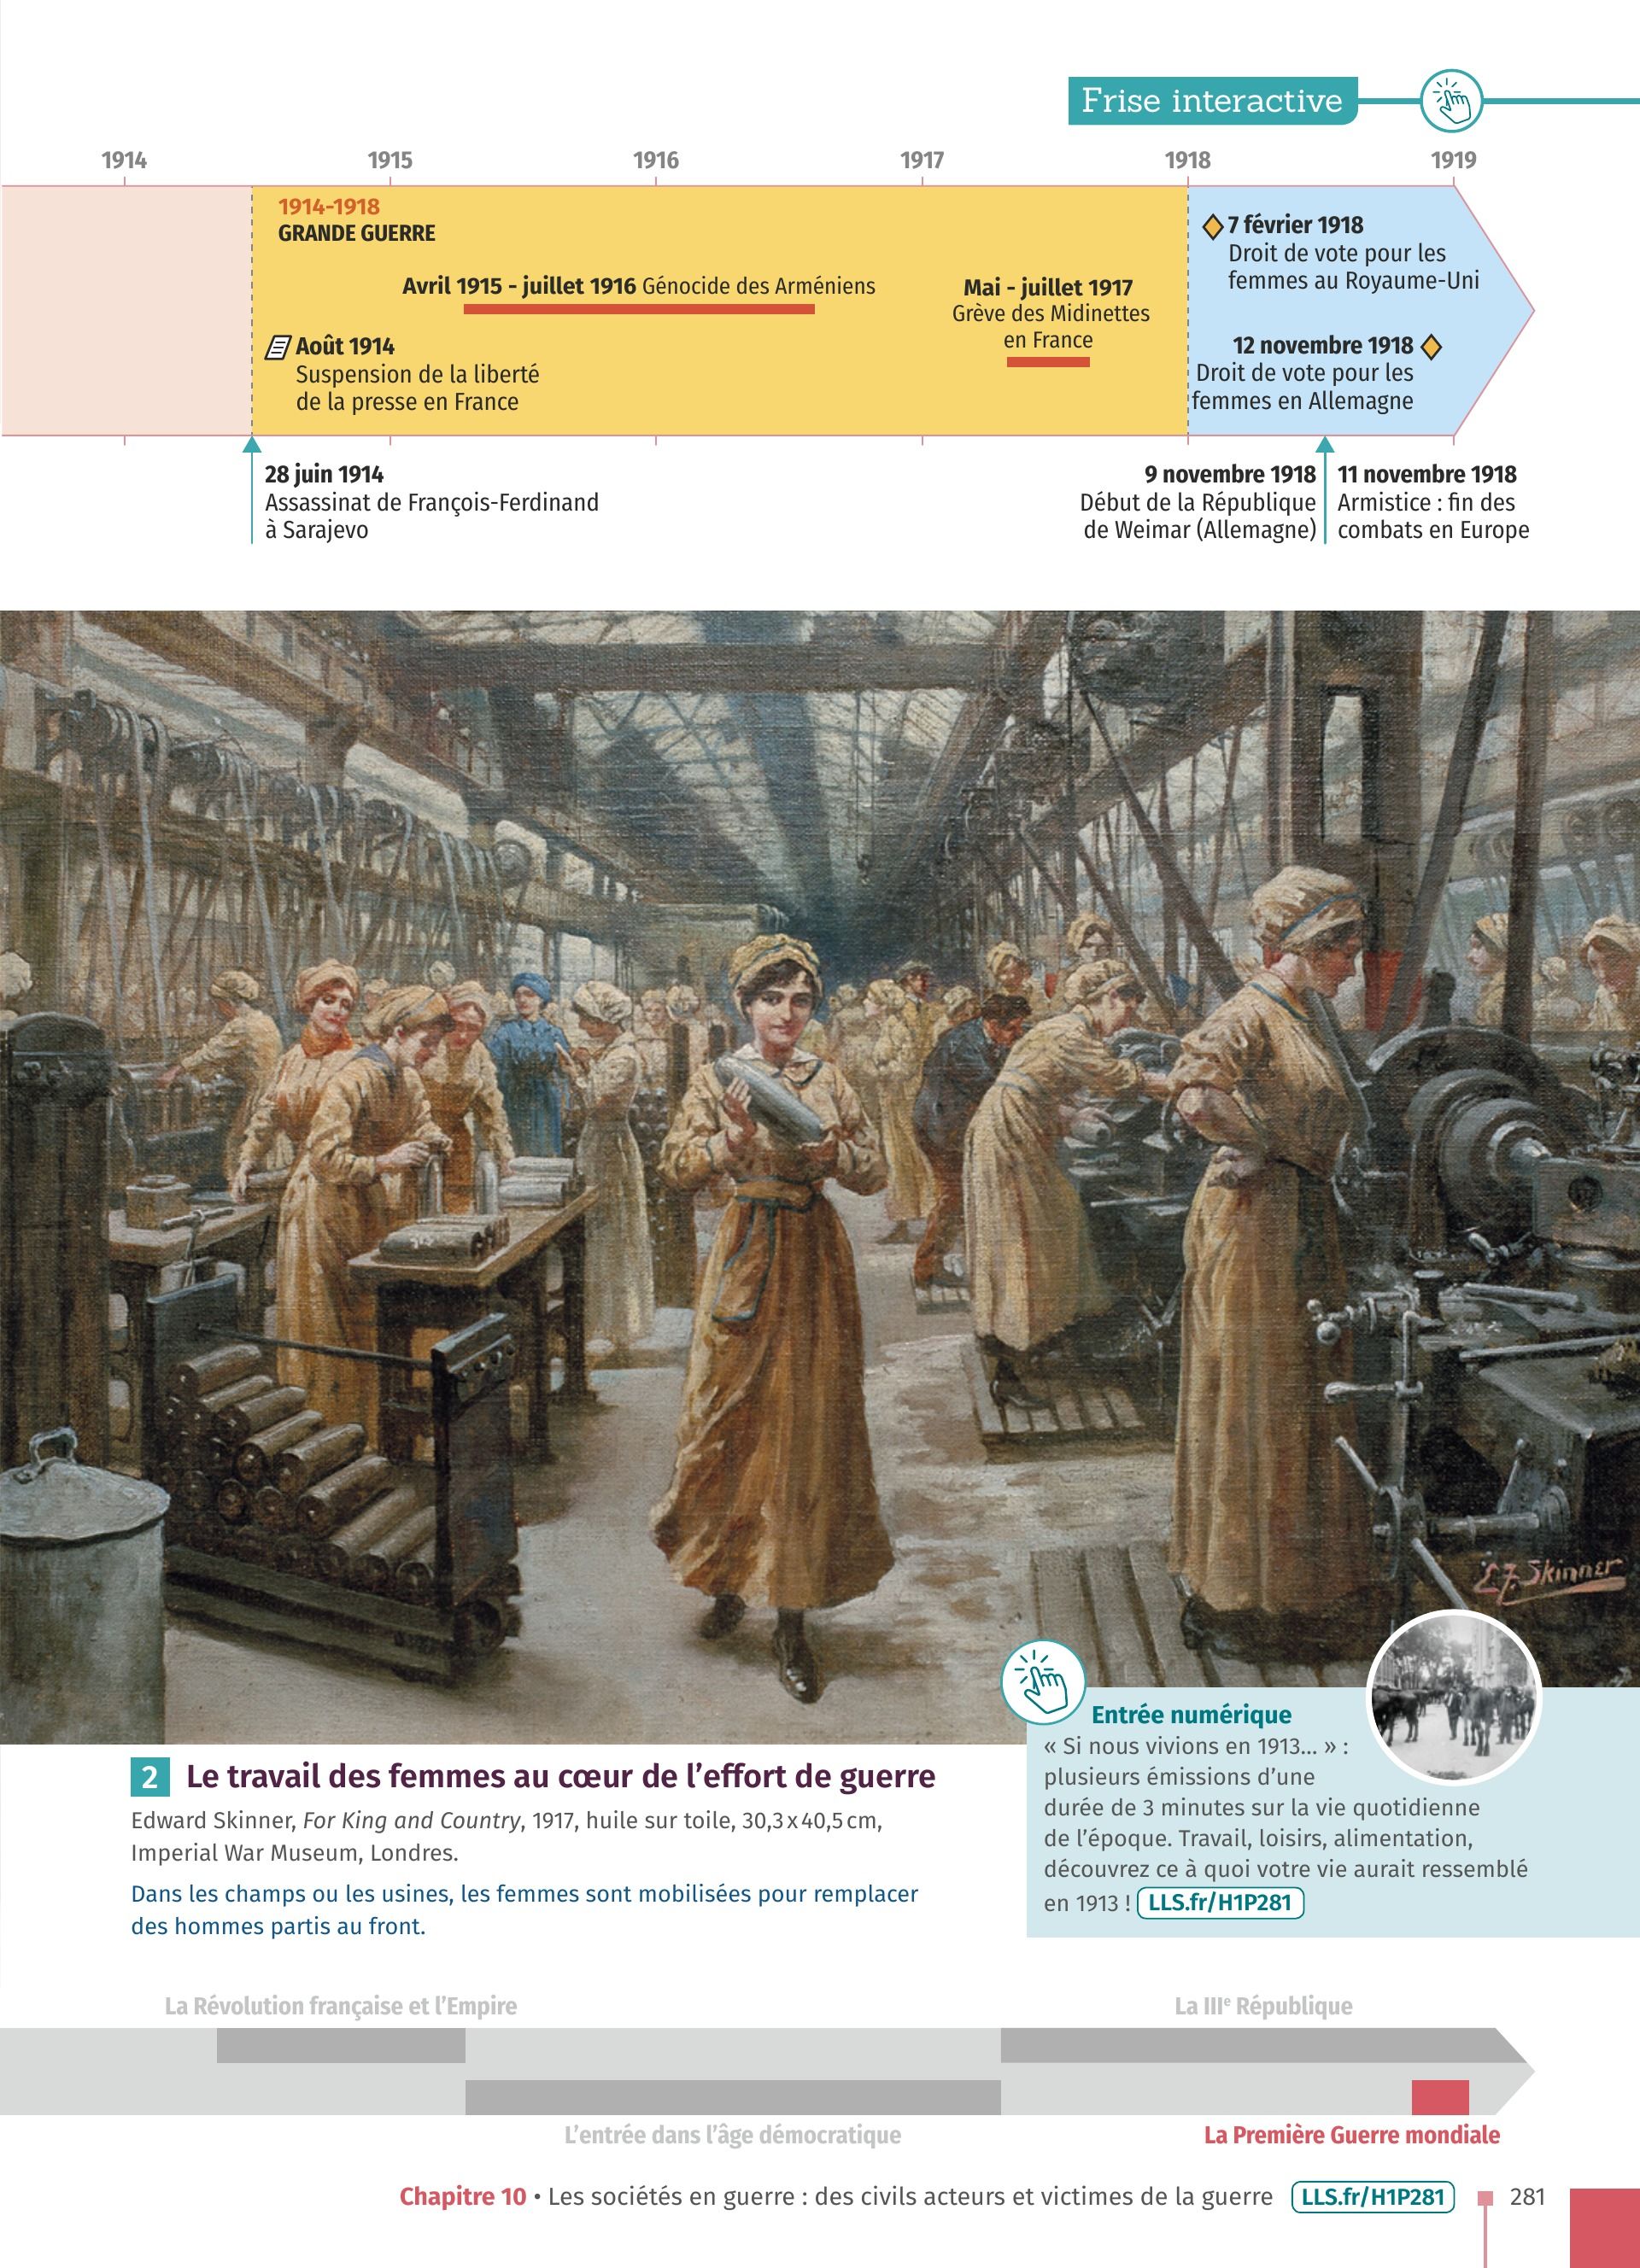 Frise interactive
1914
1915
1916
1917
1918
1919
1914-1918
GRANDE GUERRE
Avril 1915 - juillet 1916 Génocide des Arméniens
Août 1914
Suspension de la liberté
de la presse en France
Mai - juillet 1917
Grève des Midinettes
en France
7 février 1918
Droit de vote pour les
femmes au Royaume-Uni
12 novembre 1918
Droit de vote pour les
femmes en Allemagne
28 juin 1914
Assassinat de François-Ferdinand
à Sarajevo
9 novembre 1918
Début de la République
de Weimar (Allemagne)
11 novembre 1918
Armistice : fin des
combats en Europe
E.F. Skinner
2 Le travail des femmes au cœur de l’effort de guerre
Edward Skinner, For King and Country, 1917, huile sur toile, 30,3 x 40,5 cm,
Imperial War Museum, Londres.
Dans les champs ou les usines, les femmes sont mobilisées pour remplacer
des hommes partis au front.
Entrée numérique
« Si nous vivions en 1913... » :
plusieurs émissions d’une
durée de 3 minutes sur la vie quotidienne
de l’époque. Travail, loisirs, alimentation,
découvrez ce à quoi votre vie aurait ressemblé
en 1913 ! LLS.fr/H1P281
La Révolution française et l’Empire
La IIIe République
L’entrée dans l’âge démocratique
La Première Guerre mondiale
Chapitre 10 • Les sociétés en guerre : des civils acteurs et victimes de la guerre LLS.fr/H1P281 281